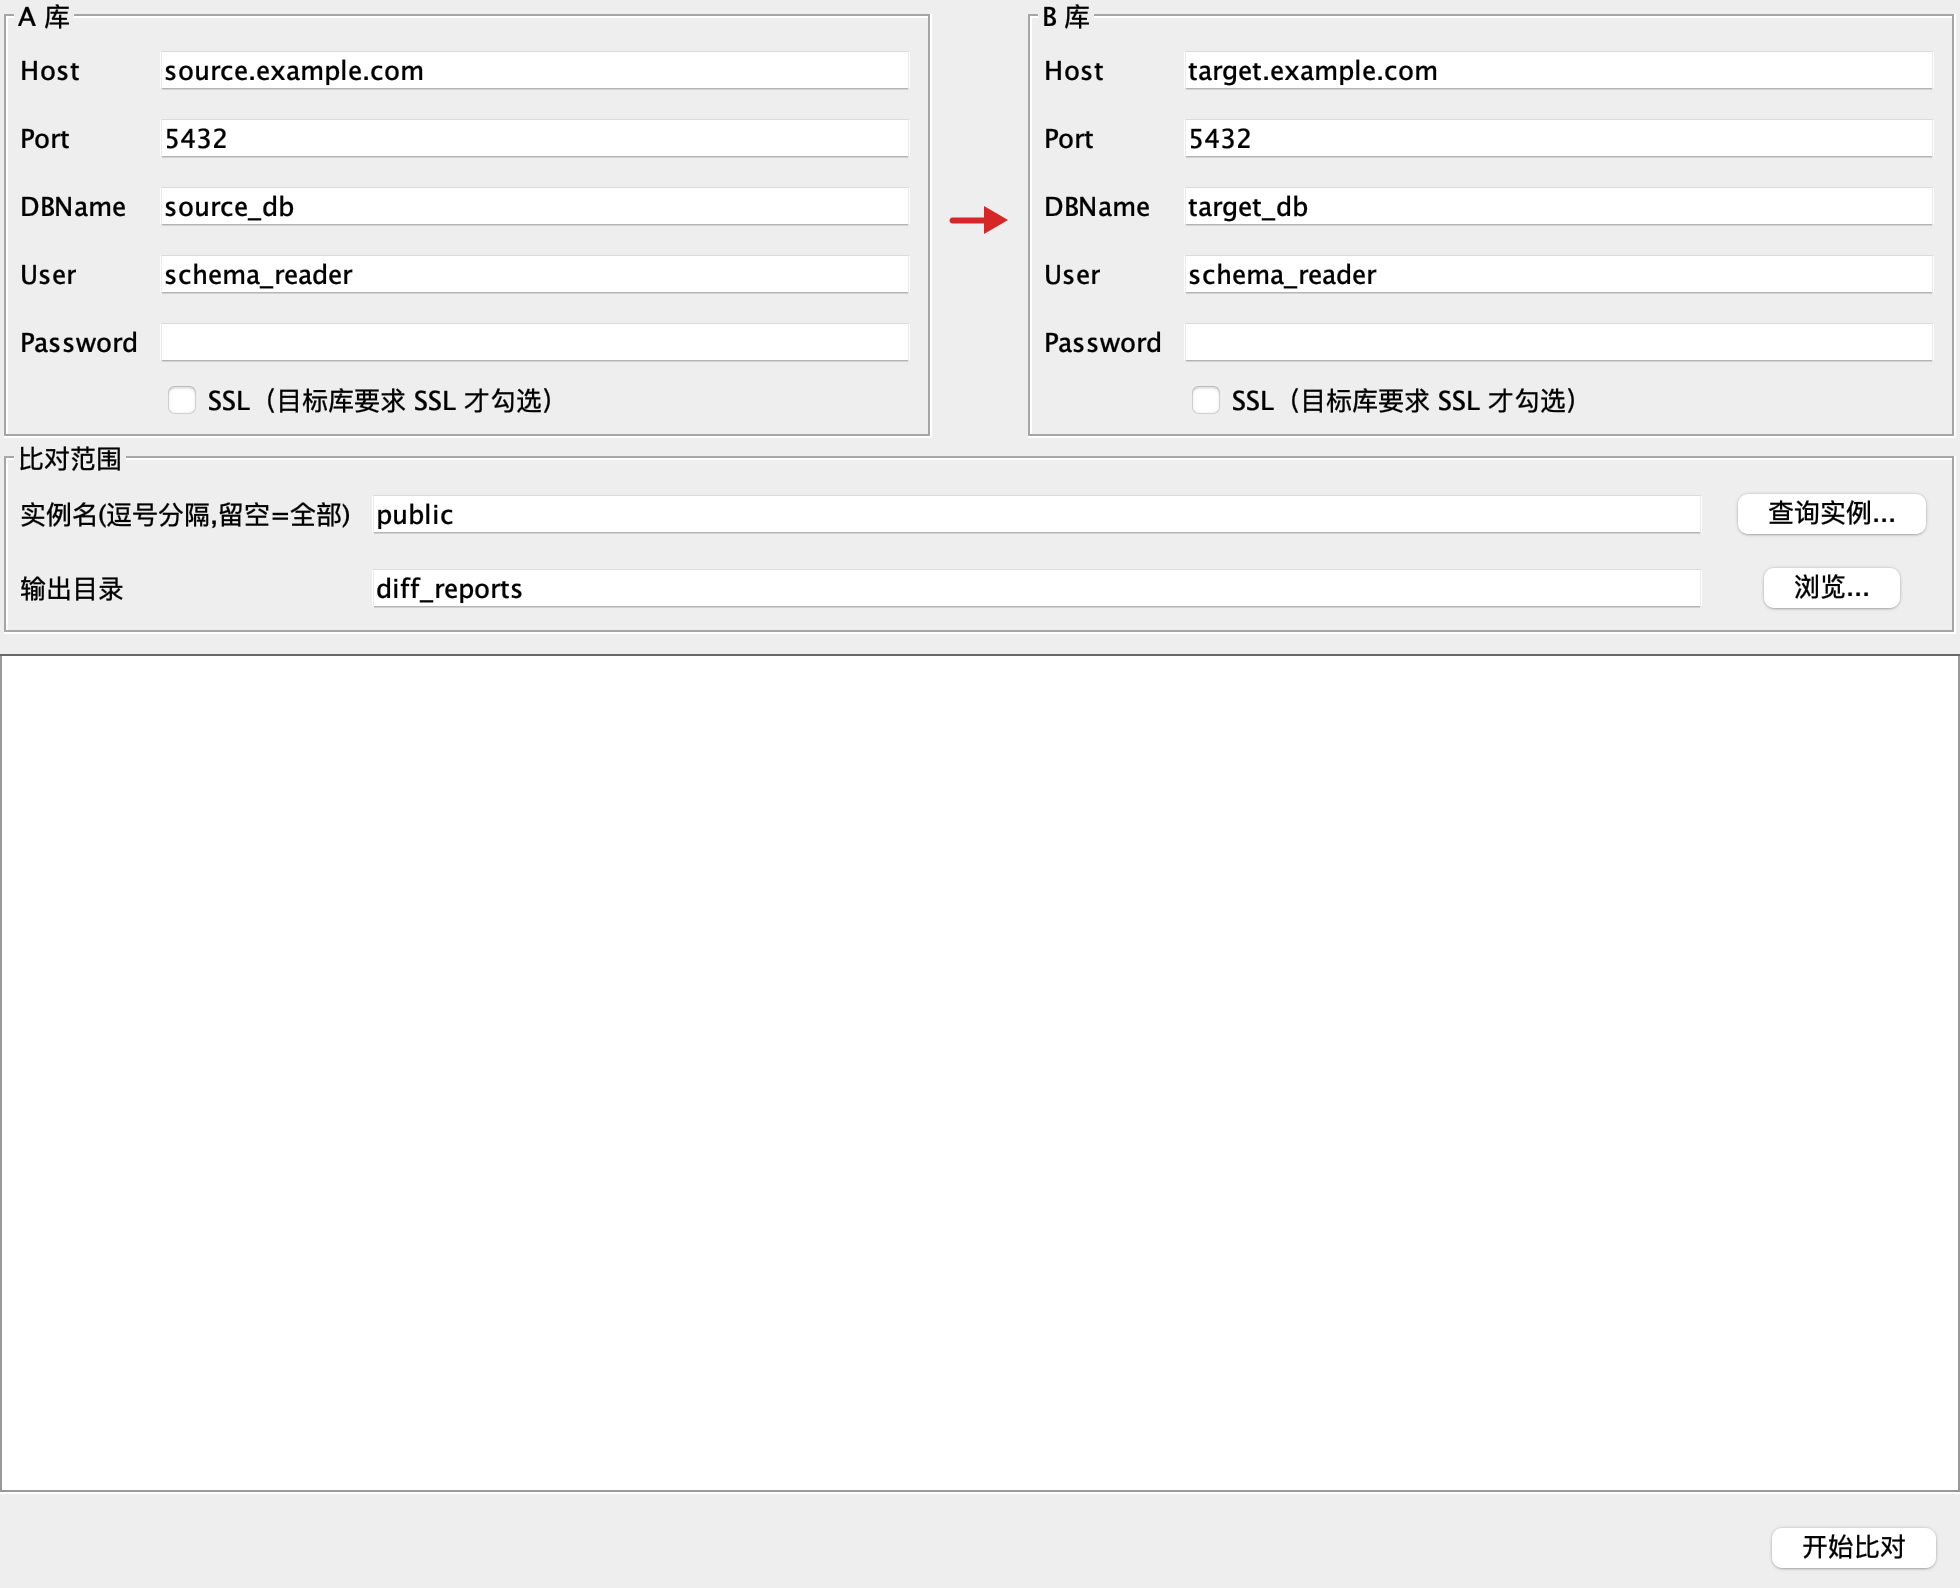 A 库
Host source.example.com
Port 5432
DBName source_db
User schema_reader
Password
SSL（目标库要求 SSL 才勾选）
B 库
Host target.example.com
Port 5432
DBName target_db
User schema_reader
Password
SSL（目标库要求 SSL 才勾选）
比对范围
实例名(逗号分隔,留空=全部) public 查询实例...
输出目录 diff_reports 浏览...
开始比对